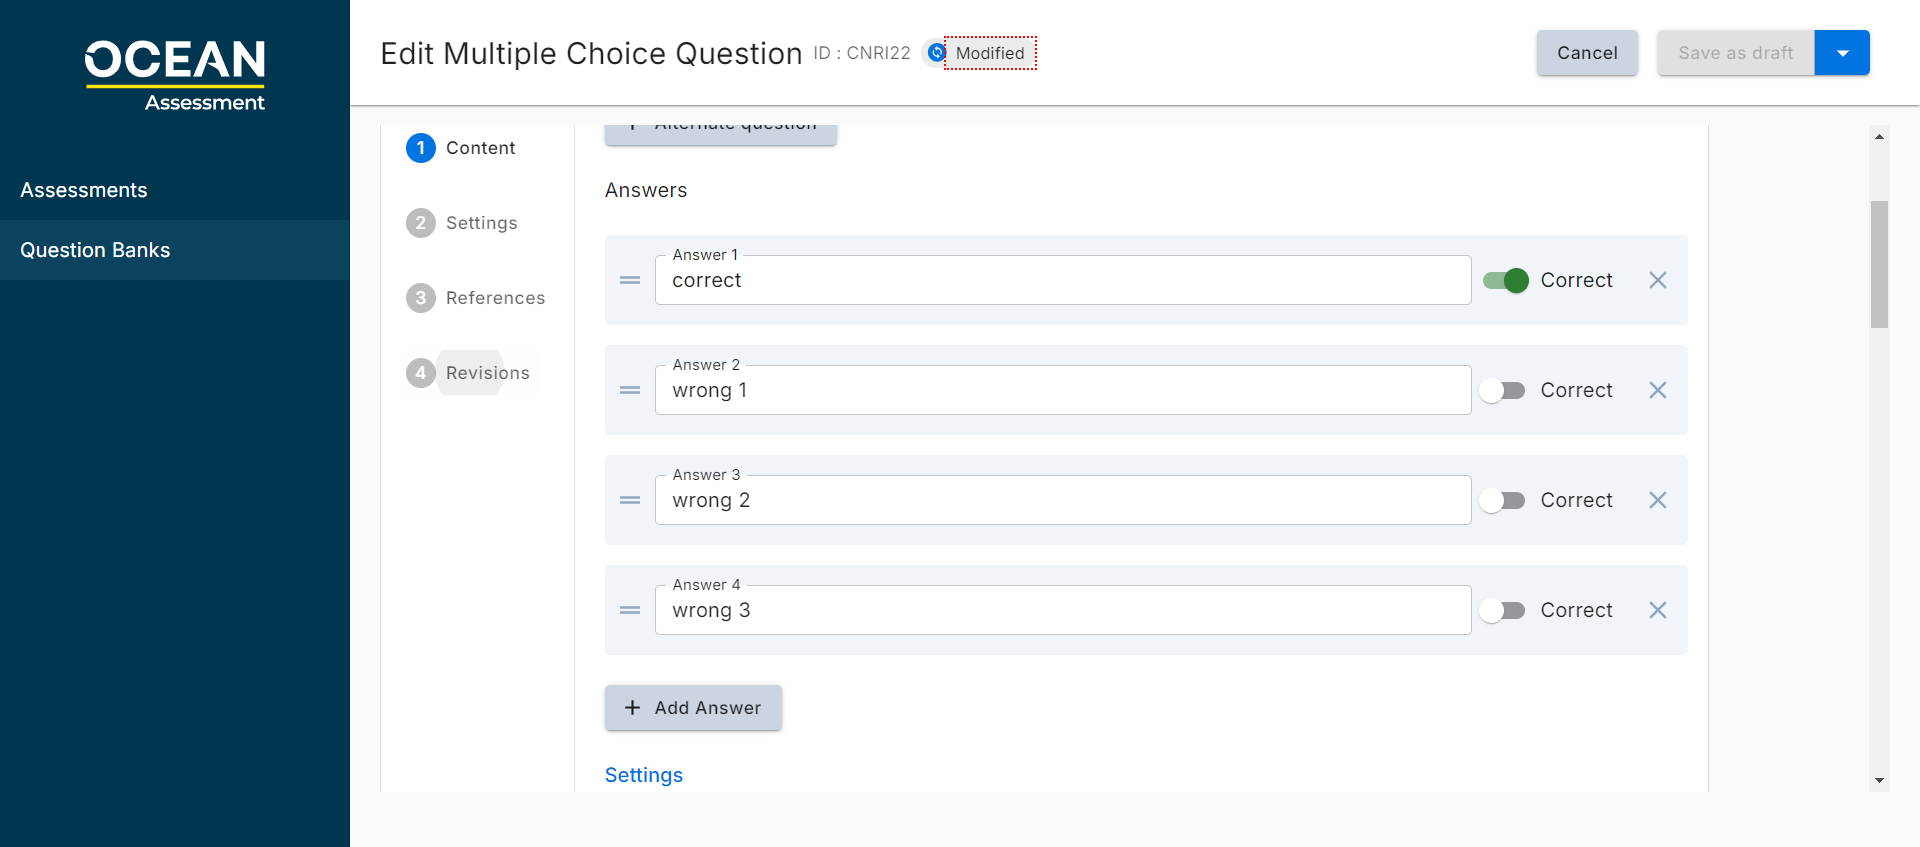 OCEAN
Assessment
Assessments
Question Banks
Edit Multiple Choice Question ID : CNRI22 Modified
Cancel
Save as draft
1 Content
2 Settings
3 References
4 Revisions
+ Alternate question
Answers
Answer 1
correct
Correct
Answer 2
wrong 1
Correct
Answer 3
wrong 2
Correct
Answer 4
wrong 3
Correct
+ Add Answer
Settings